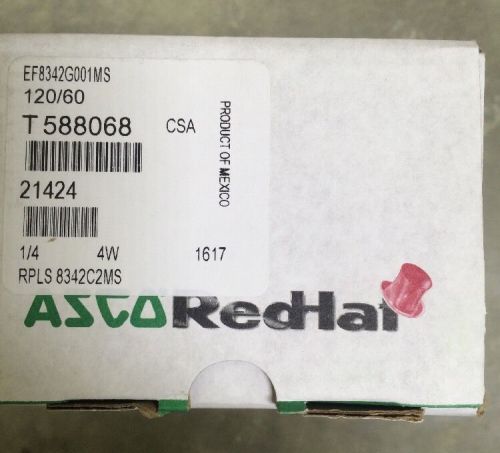 EF8342G001MS
120/60
T 588068 CSA
21424
1/4 4W 1617
RPLS 8342C2MS
PRODUCT OF MEXICO
ASCO RedHat